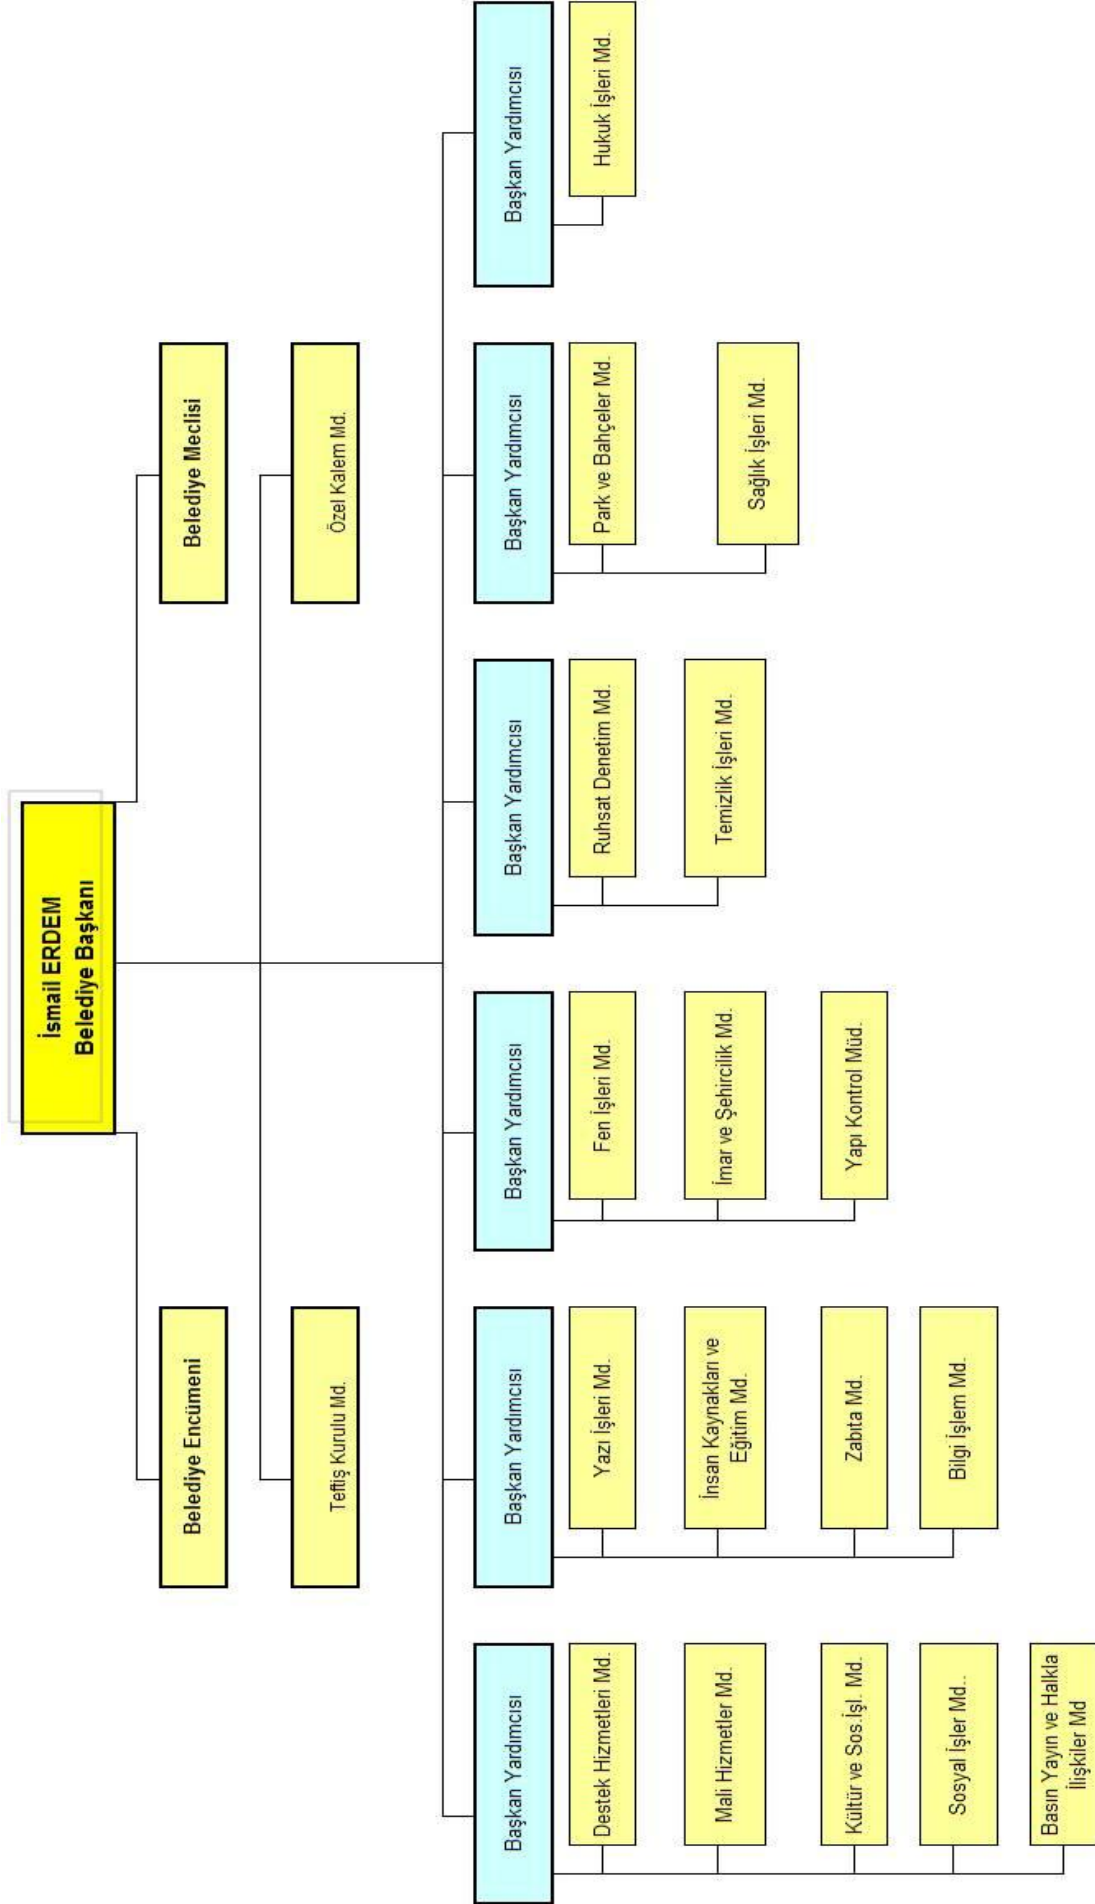 İsmail ERDEM
Belediye Başkanı
Belediye Encümeni
Belediye Meclisi
Teftiş Kurulu Md.
Özel Kalem Md.
Başkan Yardımcısı
Destek Hizmetleri Md.
Mali Hizmetler Md.
Kültür ve Sos.İşl. Md.
Sosyal İşler Md..
Basın Yayın ve Halkla
İlişkiler Md
Başkan Yardımcısı
Yazı İşleri Md.
İnsan Kaynakları ve
Eğitim Md.
Zabıta Md.
Bilgi İşlem Md.
Başkan Yardımcısı
Fen İşleri Md.
İmar ve Şehircilik Md.
Yapı Kontrol Müd.
Başkan Yardımcısı
Ruhsat Denetim Md.
Temizlik İşleri Md.
Başkan Yardımcısı
Park ve Bahçeler Md.
Sağlık İşleri Md.
Başkan Yardımcısı
Hukuk İşleri Md.